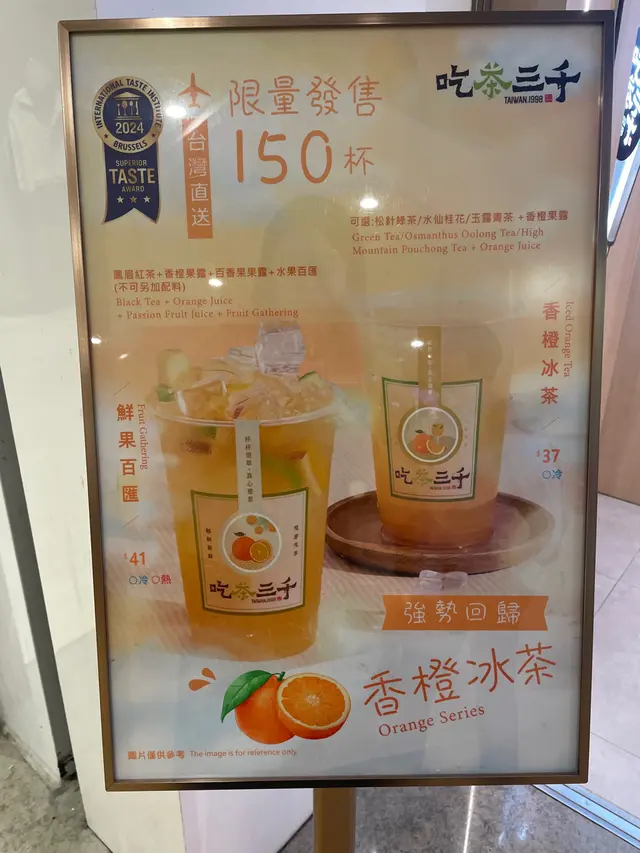 INTERNATIONAL TASTE INSTITUTE
2024
BRUSSELS
SUPERIOR
TASTE
AWARD
台灣直送
限量發售
150杯
吃茶三千
TAIWAN.1998
可選:松針綠茶/水仙桂花/玉露青茶 +香橙果露
Green Tea/Osmanthus Oolong Tea/High
Mountain Pouchong Tea + Orange Juice
鳳眉紅茶+香橙果露+百香果果露+水果百匯
(不可另加配料)
Black Tea + Orange Juice
+ Passion Fruit Juice + Fruit Gathering
香橙冰茶
Iced Orange Tea
$37
冷
鮮果百匯
Fruit Gathering
$41
冷 熱
吃茶三千
TAIWAN.1998
吃茶三千
強勢回歸
香橙冰茶
Orange Series
圖片僅供參考 The image is for reference only.